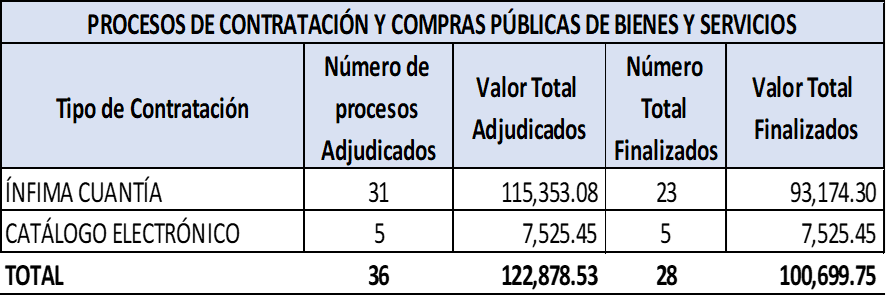 PROCESOS DE CONTRATACIÓN Y COMPRAS PÚBLICAS DE BIENES Y SERVICIOS
Tipo de Contratación
Número de
procesos
Adjudicados
Valor Total
Adjudicados
Número
Total
Finalizados
Valor Total
Finalizados
ÍNFIMA CUANTÍA 31 115,353.08 23 93,174.30
CATÁLOGO ELECTRÓNICO 5 7,525.45 5 7,525.45
TOTAL 36 122,878.53 28 100,699.75